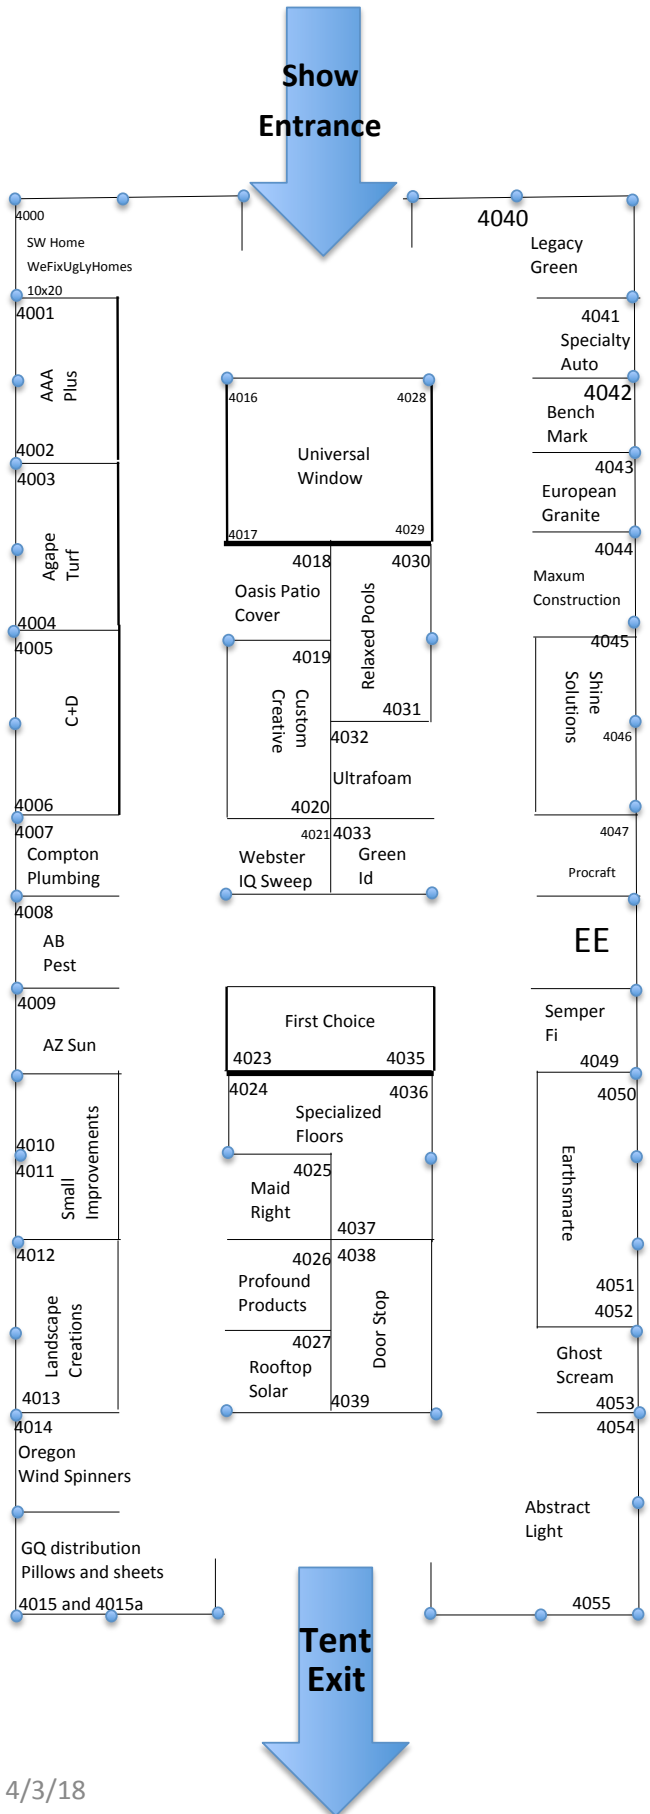 Show
Entrance
4000
SW Home
WeFixUgLyHomes
10x20
4001
AAA
Plus
4002
4003
Agape
Turf
4004
4005
C+D
4006
4007
Compton
Plumbing
4008
AB
Pest
4009
AZ Sun
4010
4011
Small
Improvements
4012
Landscape
Creations
4013
4014
Oregon
Wind Spinners
GQ distribution
Pillows and sheets
4015 and 4015a
4016
4028
Universal
Window
4017
4029
4018
Oasis Patio
Cover
4030
Relaxed Pools
4031
4019
Custom
Creative
4020
4032
Ultrafoam
4021
Webster
IQ Sweep
4033
Green
Id
First Choice
4023
4035
4024
4036
Specialized
Floors
4025
Maid
Right
4037
4026
Profound
Products
4038
Door Stop
4039
4027
Rooftop
Solar
4040
Legacy
Green
4041
Specialty
Auto
4042
Bench
Mark
4043
European
Granite
4044
Maxum
Construction
4045
Shine
Solutions
4046
4047
Procraft
EE
Semper
Fi
4049
4050
Earthsmarte
4051
4052
Ghost
Scream
4053
4054
Abstract
Light
4055
Tent
Exit
4/3/18